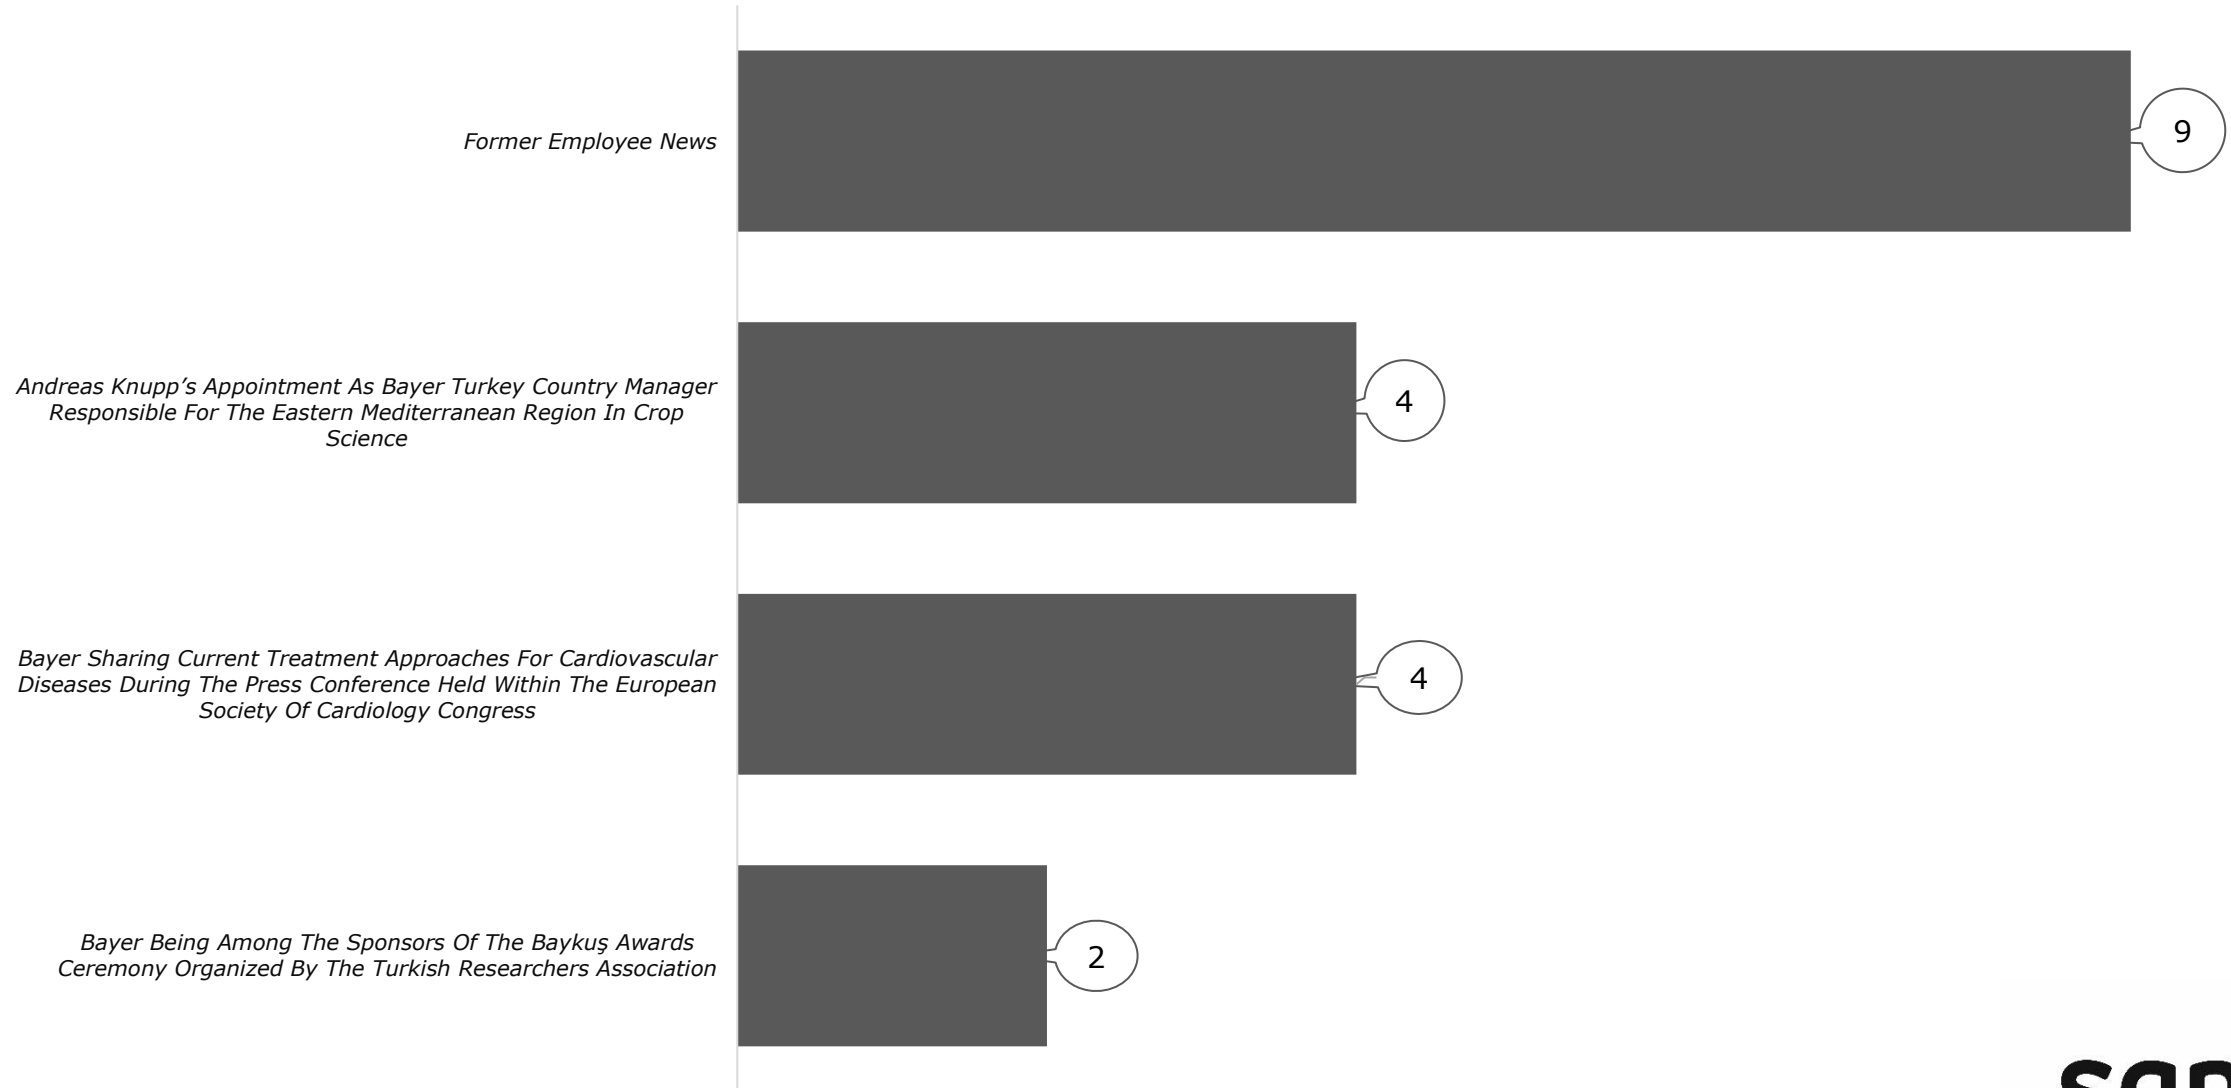 Former Employee News
9
Andreas Knupp’s Appointment As Bayer Turkey Country Manager
Responsible For The Eastern Mediterranean Region In Crop
Science
4
Bayer Sharing Current Treatment Approaches For Cardiovascular
Diseases During The Press Conference Held Within The European
Society Of Cardiology Congress
4
Bayer Being Among The Sponsors Of The Baykuş Awards
Ceremony Organized By The Turkish Researchers Association
2